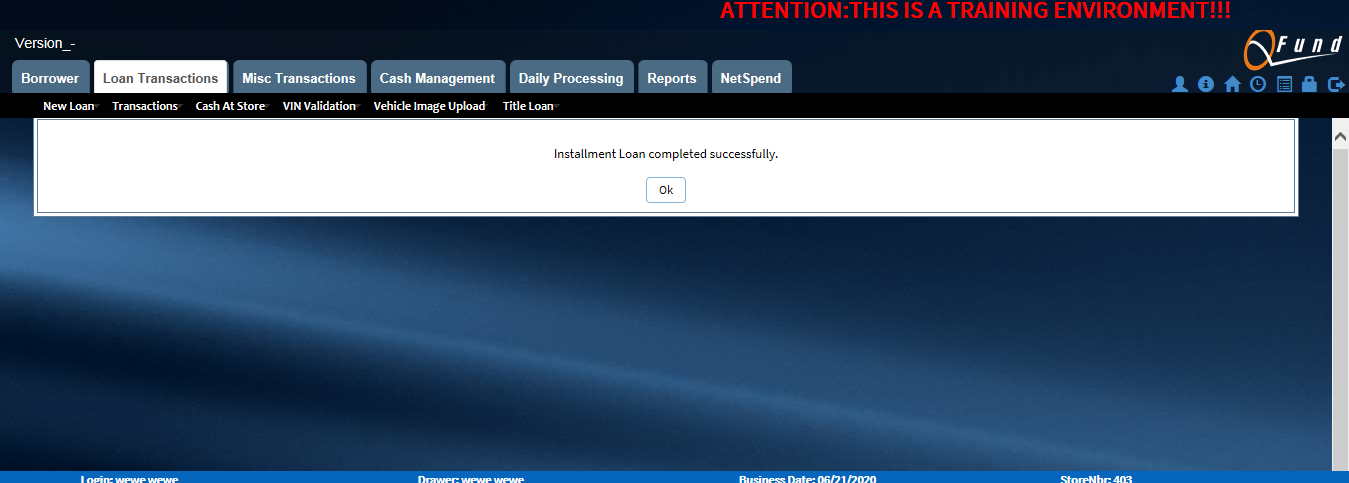 ATTENTION:THIS IS A TRAINING ENVIRONMENT!!!
Version_-
QFund
Borrower Loan Transactions Misc Transactions Cash Management Daily Processing Reports NetSpend
New Loan Transactions Cash At Store VIN Validation Vehicle Image Upload Title Loan
Installment Loan completed successfully.
Ok
Login: wewe wewe Drawer: wewe wewe Business Date: 06/21/2020 StoreNbr: 403